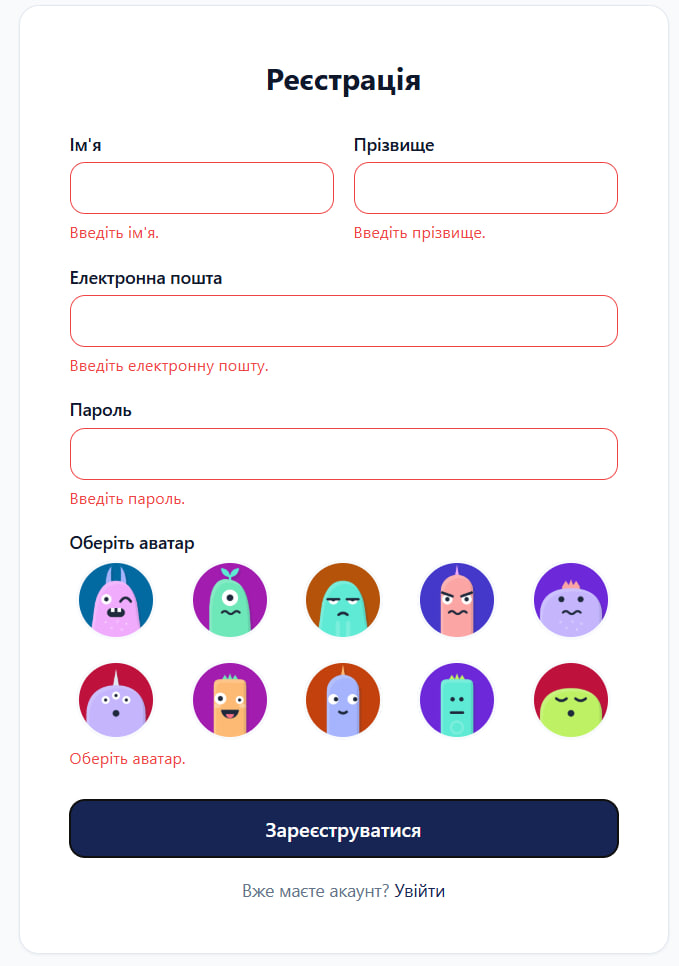 Реєстрація
Ім'я
Прізвище
Введіть ім'я.
Введіть прізвище.
Електронна пошта
Введіть електронну пошту.
Пароль
Введіть пароль.
Оберіть аватар
Оберіть аватар.
Зареєструватися
Вже маєте акаунт? Увійти